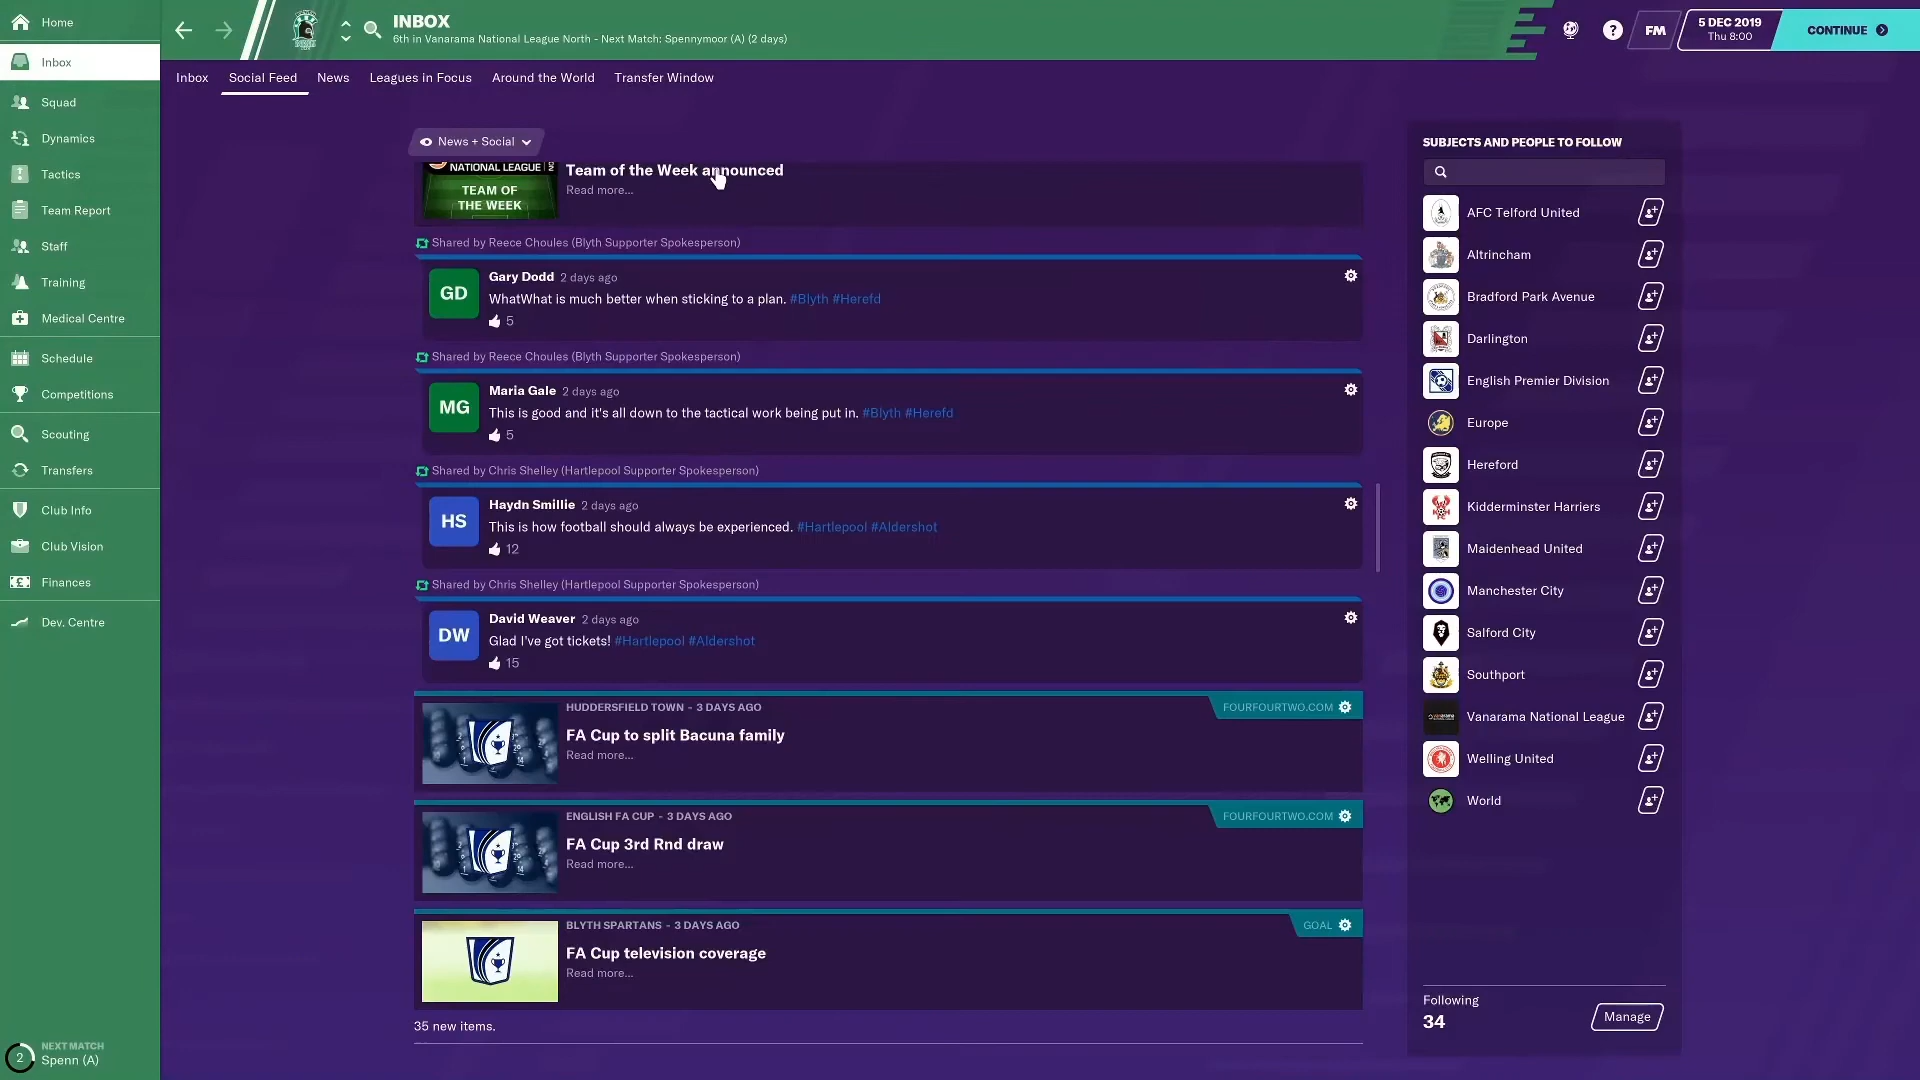 Home
Inbox
Squad
Dynamics
Tactics
Team Report
Staff
Training
Medical Centre
Schedule
Competitions
Scouting
Transfers
Club Info
Club Vision
Finances
Dev. Centre
2
NEXT MATCH
Spenn (A)
INBOX
6th in Vanarama National League North - Next Match: Spennymoor (A) (2 days)
?
FM
5 DEC 2019
Thu 8:00
CONTINUE
Inbox Social Feed News Leagues in Focus Around the World Transfer Window
News + Social
NATIONAL LEAGUE
TEAM OF
THE WEEK
Team of the Week announced
Read more...
Shared by Reece Choules (Blyth Supporter Spokesperson)
GD
Gary Dodd 2 days ago
WhatWhat is much better when sticking to a plan. #Blyth #Herefd
5
Shared by Reece Choules (Blyth Supporter Spokesperson)
MG
Maria Gale 2 days ago
This is good and it's all down to the tactical work being put in. #Blyth #Herefd
5
Shared by Chris Shelley (Hartlepool Supporter Spokesperson)
HS
Haydn Smillie 2 days ago
This is how football should always be experienced. #Hartlepool #Aldershot
12
Shared by Chris Shelley (Hartlepool Supporter Spokesperson)
DW
David Weaver 2 days ago
Glad I've got tickets! #Hartlepool #Aldershot
15
HUDDERSFIELD TOWN - 3 DAYS AGO
FOURFOURTWO.COM
FA Cup to split Bacuna family
Read more...
ENGLISH FA CUP - 3 DAYS AGO
FOURFOURTWO.COM
FA Cup 3rd Rnd draw
Read more...
BLYTH SPARTANS - 3 DAYS AGO
GOAL
FA Cup television coverage
Read more...
35 new items.
SUBJECTS AND PEOPLE TO FOLLOW
AFC Telford United
Altrincham
Bradford Park Avenue
Darlington
English Premier Division
Europe
Hereford
Kidderminster Harriers
Maidenhead United
Manchester City
Salford City
Southport
Vanarama National League
Welling United
World
Following
34
Manage